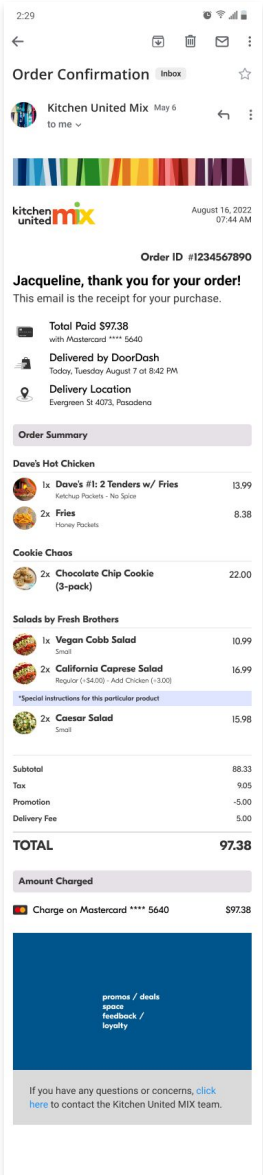 2:29
Order Confirmation Inbox
Kitchen United Mix May 6
to me
kitchen united mix
August 16, 2022
07:44 AM
Order ID #1234567890
Jacqueline, thank you for your order!
This email is the receipt for your purchase.
Total Paid $97.38
with Mastercard **** 5640
Delivered by DoorDash
Today, Tuesday August 7 at 8:42 PM
Delivery Location
Evergreen St 4073, Pasadena
Order Summary
Dave's Hot Chicken
1x Dave's #1: 2 Tenders w/ Fries 13.99
Ketchup Packets - No Spice
2x Fries 8.38
Honey Packets
Cookie Chaos
2x Chocolate Chip Cookie 22.00
(3-pack)
Salads by Fresh Brothers
1x Vegan Cobb Salad 10.99
Small
2x California Caprese Salad 16.99
Regular (+$4.00) - Add Chicken (+3.00)
*Special instructions for this particular product
2x Caesar Salad 15.98
Small
Subtotal 88.33
Tax 9.05
Promotion -5.00
Delivery Fee 5.00
TOTAL 97.38
Amount Charged
Charge on Mastercard **** 5640 $97.38
promos / deals
space
feedback /
loyalty
If you have any questions or concerns, click
here to contact the Kitchen United MIX team.